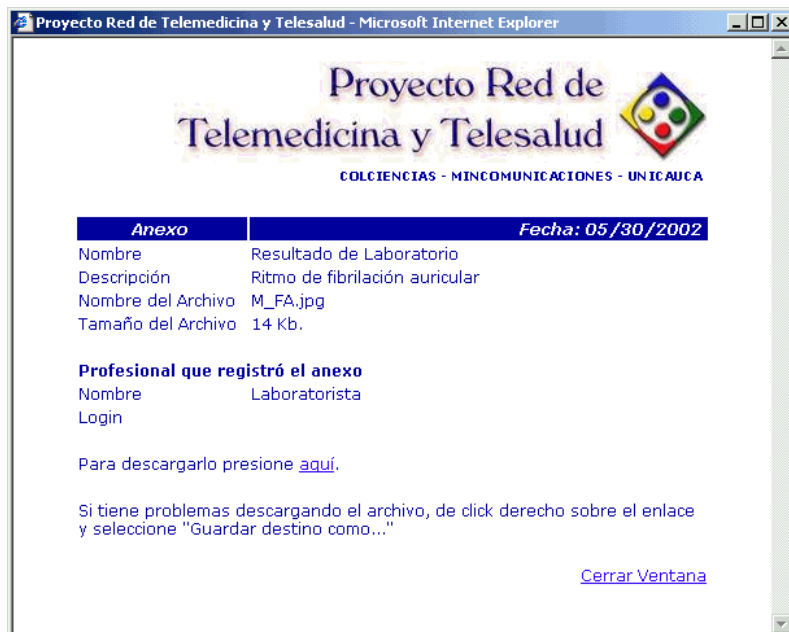 Proyecto Red de Telemedicina y Telesalud - Microsoft Internet Explorer
Proyecto Red de
Telemedicina y Telesalud
COLCIENCIAS - MINCOMUNICACIONES - UNICAUCA
Anexo Fecha: 05/30/2002
Nombre Resultado de Laboratorio
Descripción Ritmo de fibrilación auricular
Nombre del Archivo M_FA.jpg
Tamaño del Archivo 14 Kb.
Profesional que registró el anexo
Nombre Laboratorista
Login
Para descargarlo presione aquí.
Si tiene problemas descargando el archivo, de click derecho sobre el enlace
y seleccione "Guardar destino como..."
Cerrar Ventana